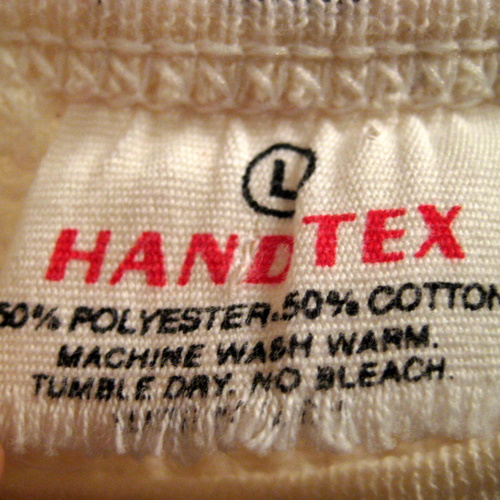 L
HANDTEX
50% POLYESTER.50% COTTON
MACHINE WASH WARM.
TUMBLE DRY. NO BLEACH.